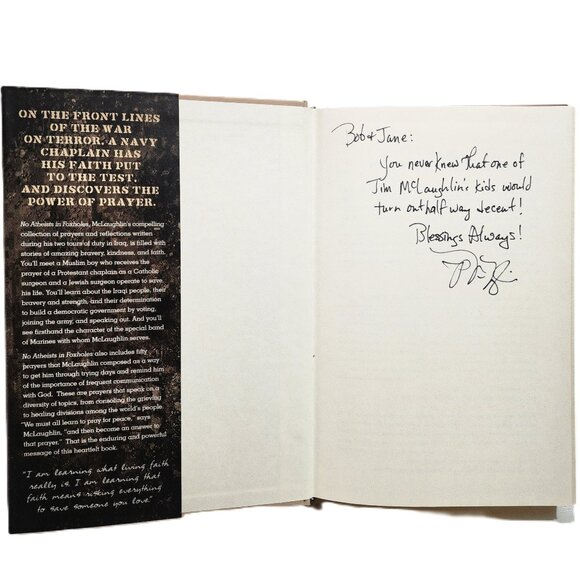 ON THE FRONT LINES
OF THE WAR
ON TERROR, A NAVY
CHAPLAIN HAS
HIS FAITH PUT
TO THE TEST,
AND DISCOVERS THE
POWER OF PRAYER.
No Atheists in Foxholes, McLaughlin's compelling
collection of prayers and reflections written
during his two tours of duty in Iraq, is filled with
stories of amazing bravery, kindness, and faith.
You'll meet a Muslim boy who receives the
prayer of a Protestant chaplain as a Catholic
surgeon and a Jewish surgeon operate to save
his life. You'll learn about the Iraqi people, their
bravery and strength, and their determination
to build a democratic government by voting,
joining the army, and speaking out. And you'll
see firsthand the character of the special band
of Marines with whom McLaughlin serves.
No Atheists in Foxholes also includes fifty
prayers that McLaughlin composed as a way
to get him through trying days and remind him
of the importance of frequent communication
with God. These are prayers that speak on a
diversity of topics, from consoling the grieving
to healing divisions among the world's people.
"We must all learn to pray for peace," says
McLaughlin, "and then become an answer to
that prayer." That is the enduring and powerful
message of this heartfelt book.
"I am learning what living faith
really is. I am learning that
faith means risking everything
to save someone you love."
Bob & Jane:
You never knew that one of
Jim McLaughlin's kids would
turn out half way decent!
Blessings Always!